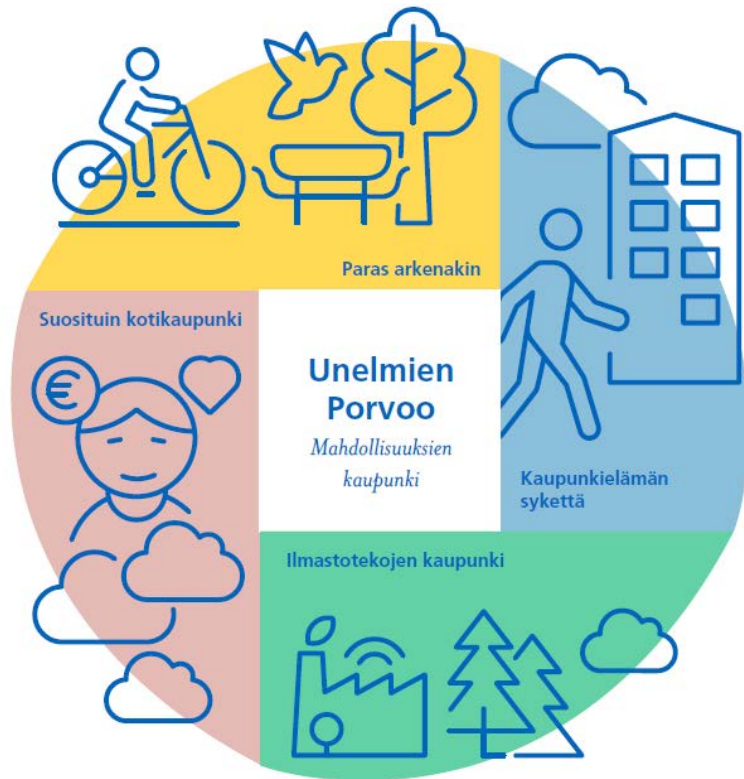 Paras arkenakin
Suosituin kotikaupunki
€
Unelmien
Porvoo
Mahdollisuuksien
kaupunki
Kaupunkielämän
sykettä
Ilmastotekojen kaupunki